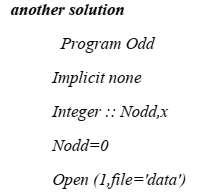 another solution
Program Odd
Implicit none
Integer :: Nodd,x
Nodd=0
Open (1,file='data')